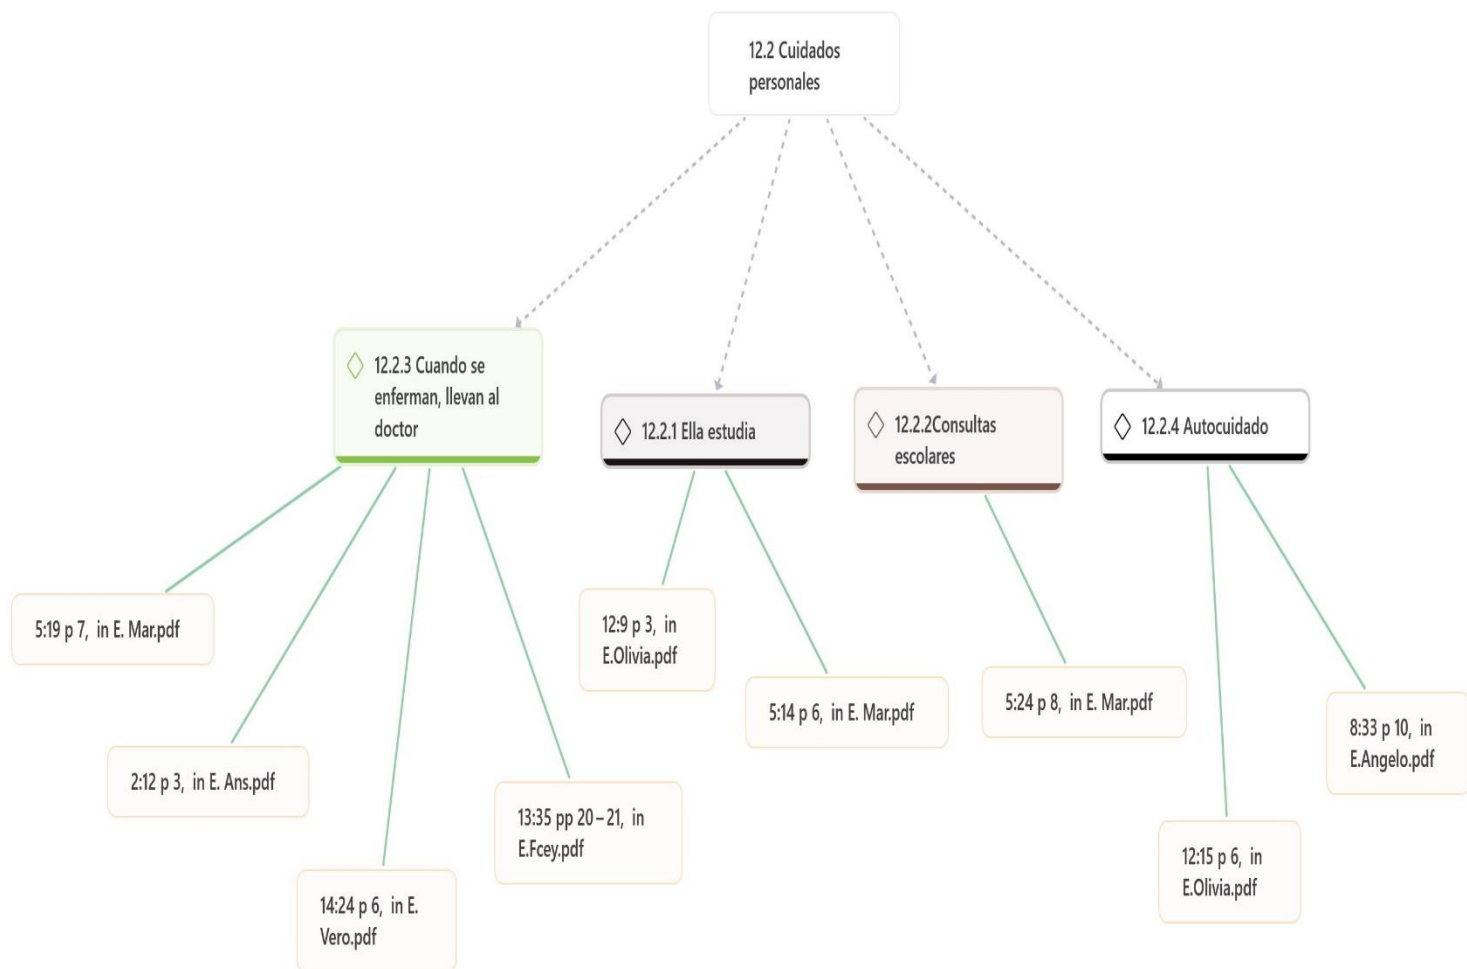 12.2 Cuidados
personales
12.2.3 Cuando se
enferman, llevan al
doctor
12.2.1 Ella estudia
12.2.2Consultas
escolares
12.2.4 Autocuidado
5:19 p 7, in E. Mar.pdf
2:12 p 3, in E. Ans.pdf
14:24 p 6, in E.
Vero.pdf
13:35 pp 20 – 21, in
E.Fcey.pdf
12:9 p 3, in
E.Olivia.pdf
5:14 p 6, in E. Mar.pdf
5:24 p 8, in E. Mar.pdf
12:15 p 6, in
E.Olivia.pdf
8:33 p 10, in
E.Angelo.pdf